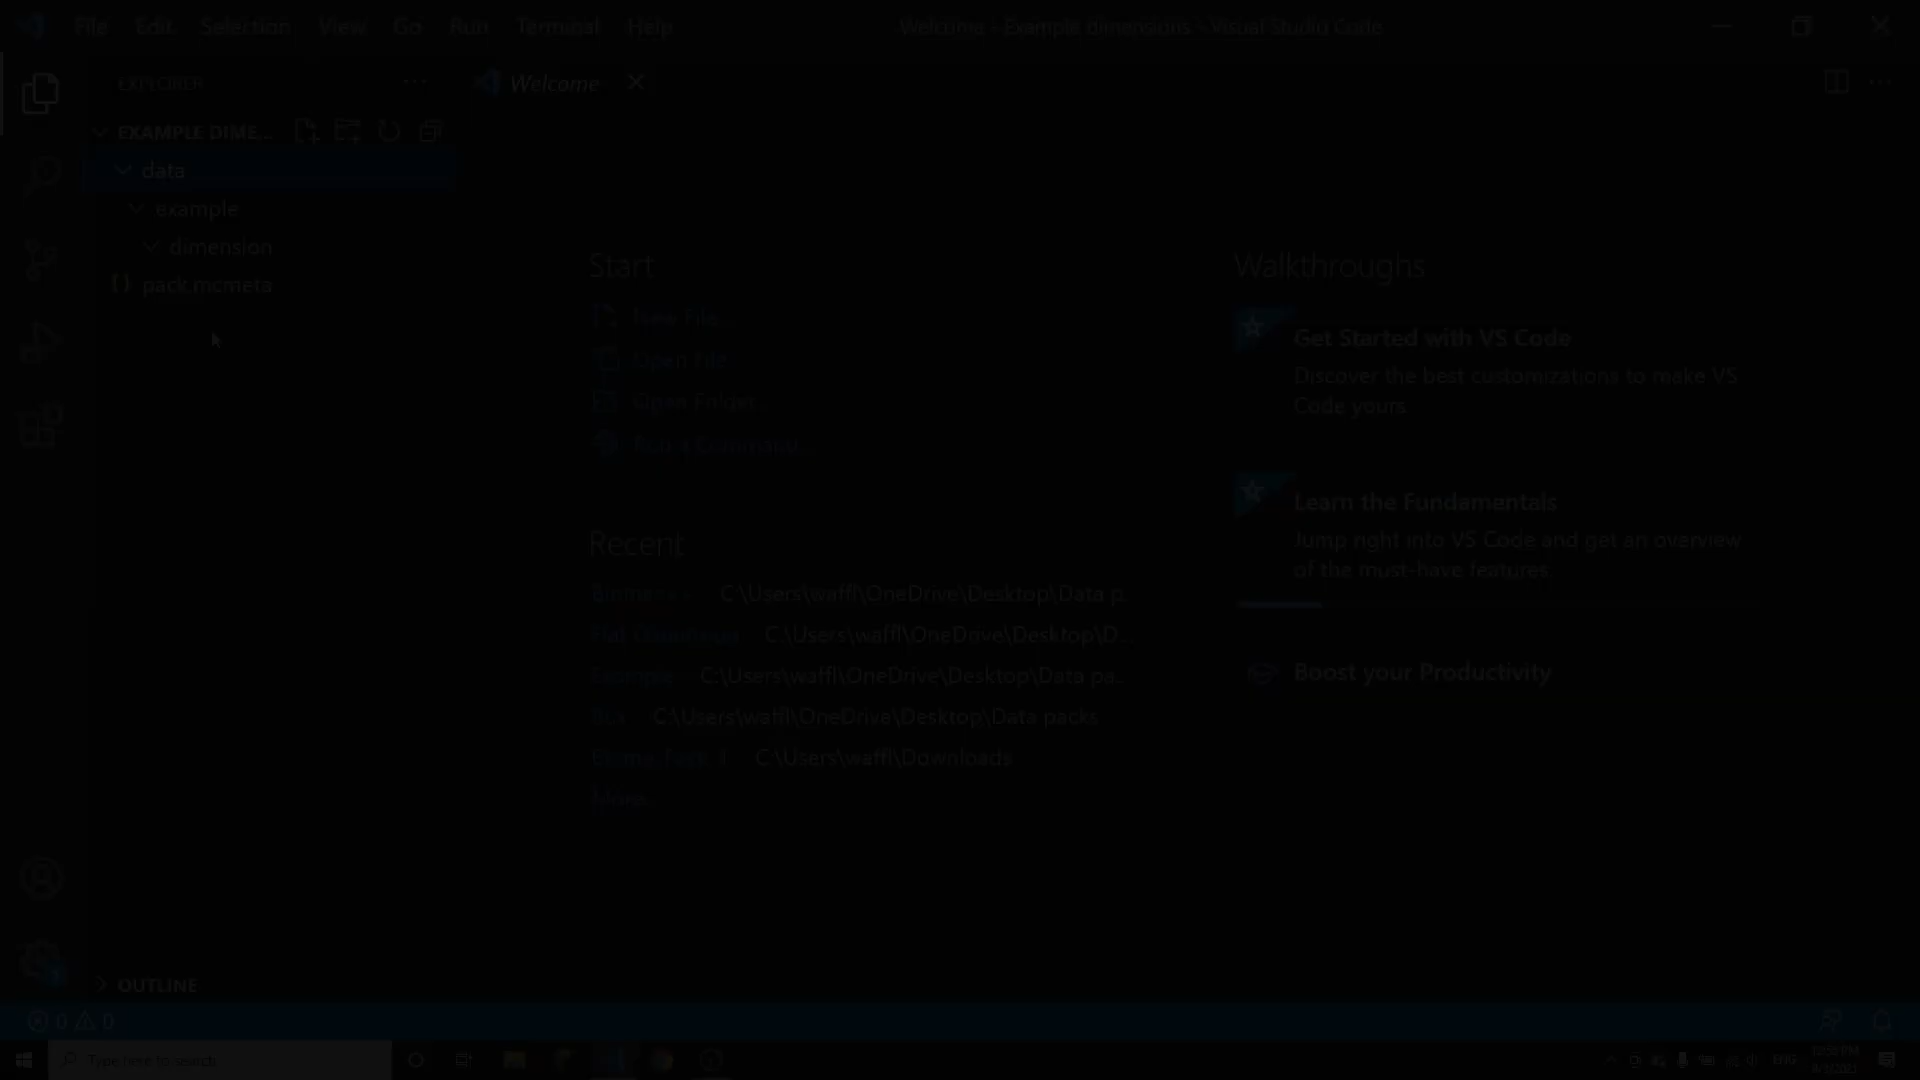 File Edit Selection View Go Run Terminal Help
Welcome - Example dimensions - Visual Studio Code
EXPLORER
Welcome
EXAMPLE DIME...
data
example
dimension
pack.mcmeta
Start
New File...
Open File...
Open Folder...
Run a Command...
Recent
C:\Users\waffl\OneDrive\Desktop\Data p...
C:\Users\waffl\OneDrive\Desktop\D...
Example C:\Users\waffl\OneDrive\Desktop\Data pa...
C:\Users\waffl\OneDrive\Desktop\Data packs
C:\Users\waffl\Downloads
More...
Walkthroughs
Get Started with VS Code
Discover the best customizations to make VS
Code yours.
Learn the Fundamentals
Jump right into VS Code and get an overview
of the must-have features.
Boost your Productivity
OUTLINE
0 0
Type here to search
ENG